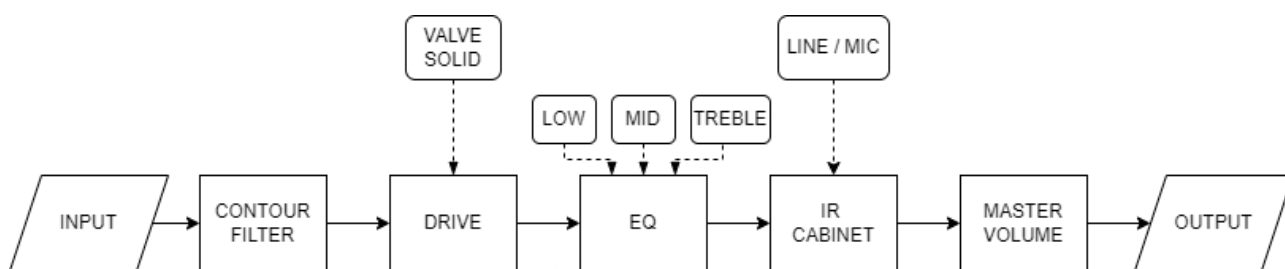 VALVE
SOLID
LINE / MIC
LOW
MID
TREBLE
INPUT
CONTOUR
FILTER
DRIVE
EQ
IR
CABINET
MASTER
VOLUME
OUTPUT